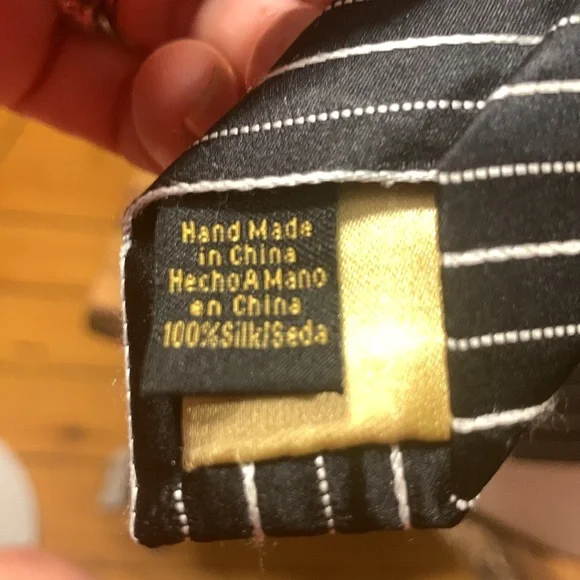 Hand Made
in China
Hecho A Mano
en China
100% Silk/Seda